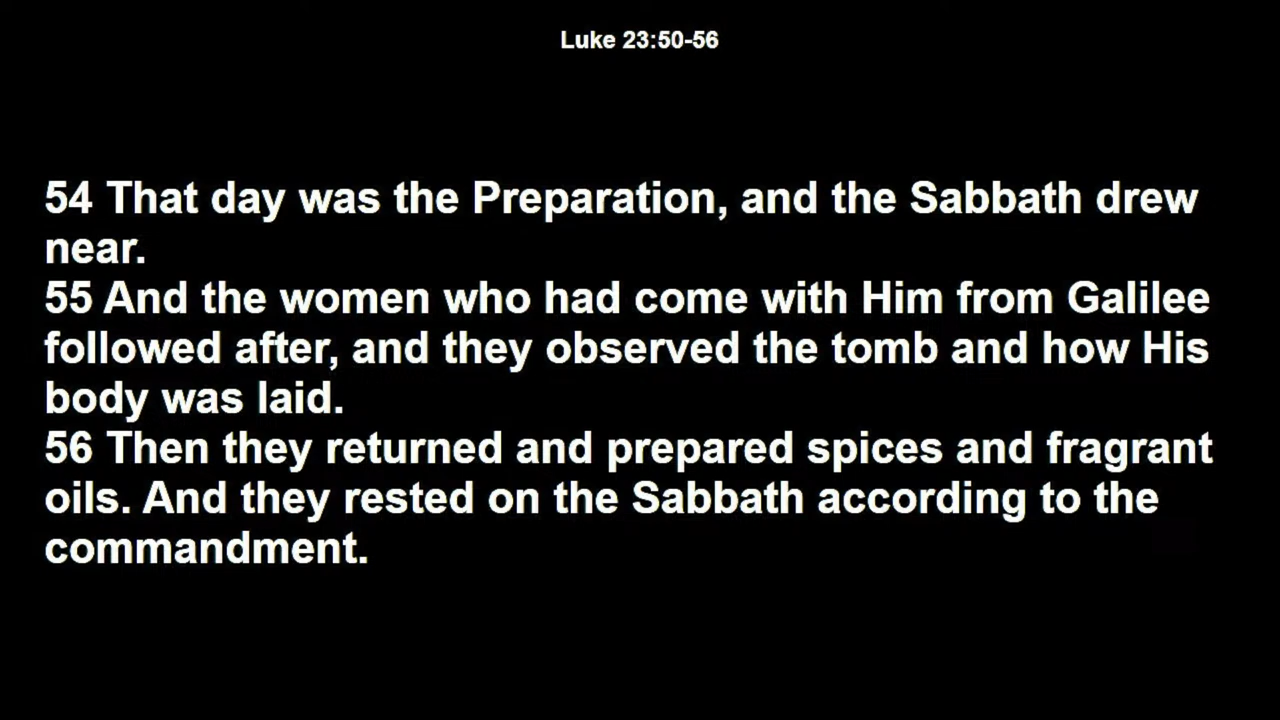 Luke 23:50-56
54 That day was the Preparation, and the Sabbath drew
near.
55 And the women who had come with Him from Galilee
followed after, and they observed the tomb and how His
body was laid.
56 Then they returned and prepared spices and fragrant
oils. And they rested on the Sabbath according to the
commandment.